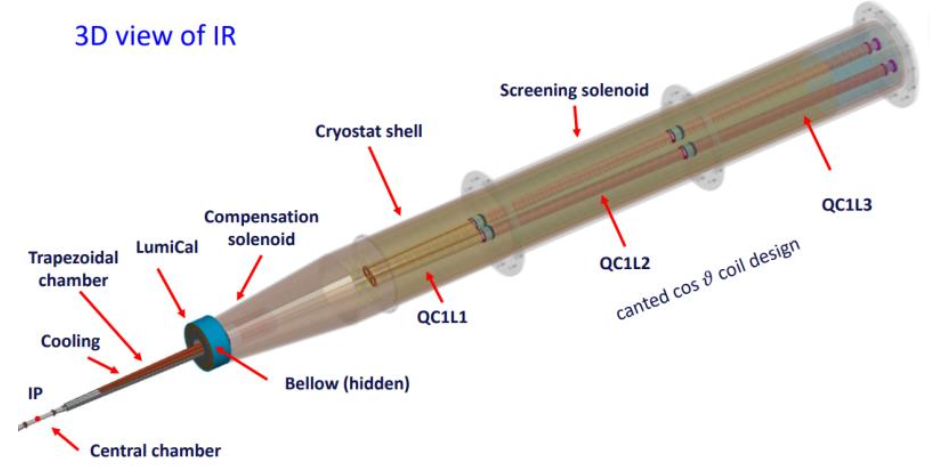 3D view of IR
Screening solenoid
Cryostat shell
QC1L3
Compensation
solenoid
LumiCal
Trapezoidal
chamber
QC1L2
canted cos ϑ coil design
QC1L1
Cooling
Bellow (hidden)
IP
Central chamber